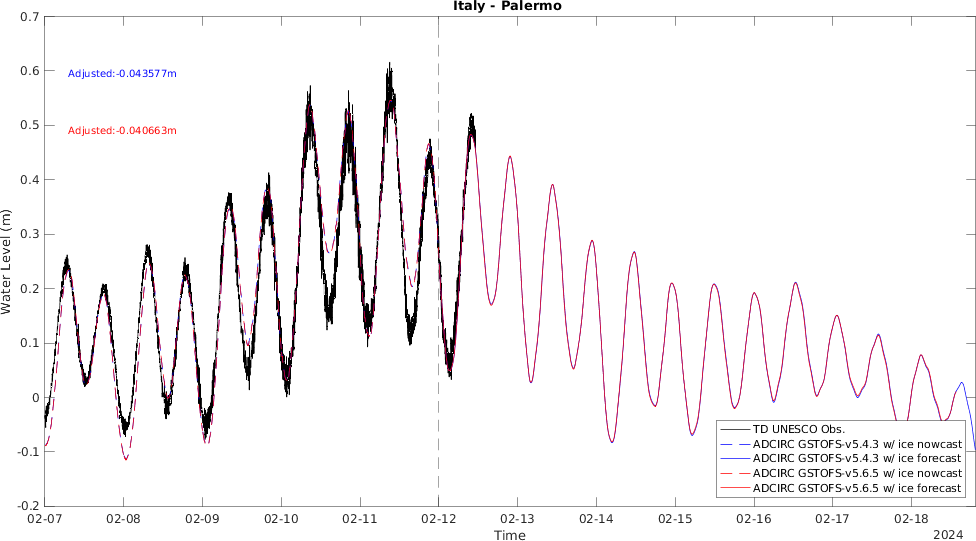 Italy - Palermo
0.7
0.6
0.5
0.4
0.3
0.2
0.1
0
-0.1
-0.2
Water Level (m)
Adjusted:-0.043577m
Adjusted:-0.040663m
TD UNESCO Obs.
ADCIRC GSTOFS-v5.4.3 w/ ice nowcast
ADCIRC GSTOFS-v5.4.3 w/ ice forecast
ADCIRC GSTOFS-v5.6.5 w/ ice nowcast
ADCIRC GSTOFS-v5.6.5 w/ ice forecast
02-07 02-08 02-09 02-10 02-11 02-12 02-13 02-14 02-15 02-16 02-17 02-18
Time
2024